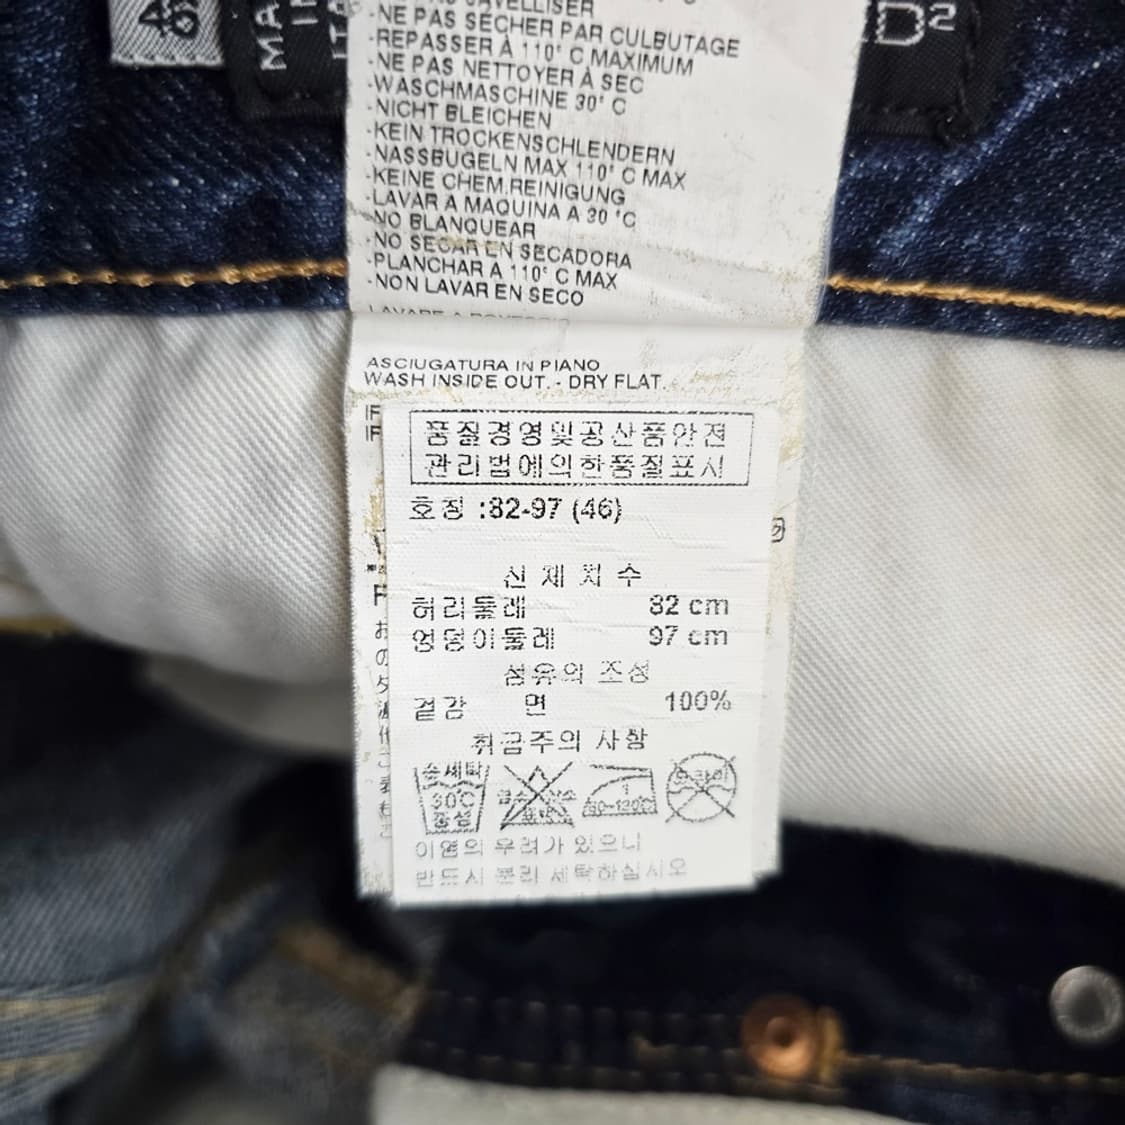 MA
IT
D²
-NE PAS SÉCHER PAR CULBUTAGE
-REPASSER À 110° C MAXIMUM
-NE PAS NETTOYER À SEC
-WASCHMASCHINE 30° C
-NICHT BLEICHEN
-KEIN TROCKENSCHLENDERN
-NASSBUGELN MAX 110° C MAX
-KEINE CHEM.REINIGUNG
-LAVAR A MAQUINA A 30 °C
-NO BLANQUEAR
-NO SECAR EN SECADORA
-PLANCHAR A 110° C MAX
-NON LAVAR EN SECO
ASCIUGATURA IN PIANO
WASH INSIDE OUT. - DRY FLAT.
품질경영및공산품안전
관리법에의한품질표시
호칭 :82-97 (46)
신체치수
허리둘레 82 cm
엉덩이둘레 97 cm
섬유의 조성
겉감 면 100%
취급주의 사항
손세탁
30℃
중성
이염의 우려가 있으니
반드시 분리 세탁하십시오